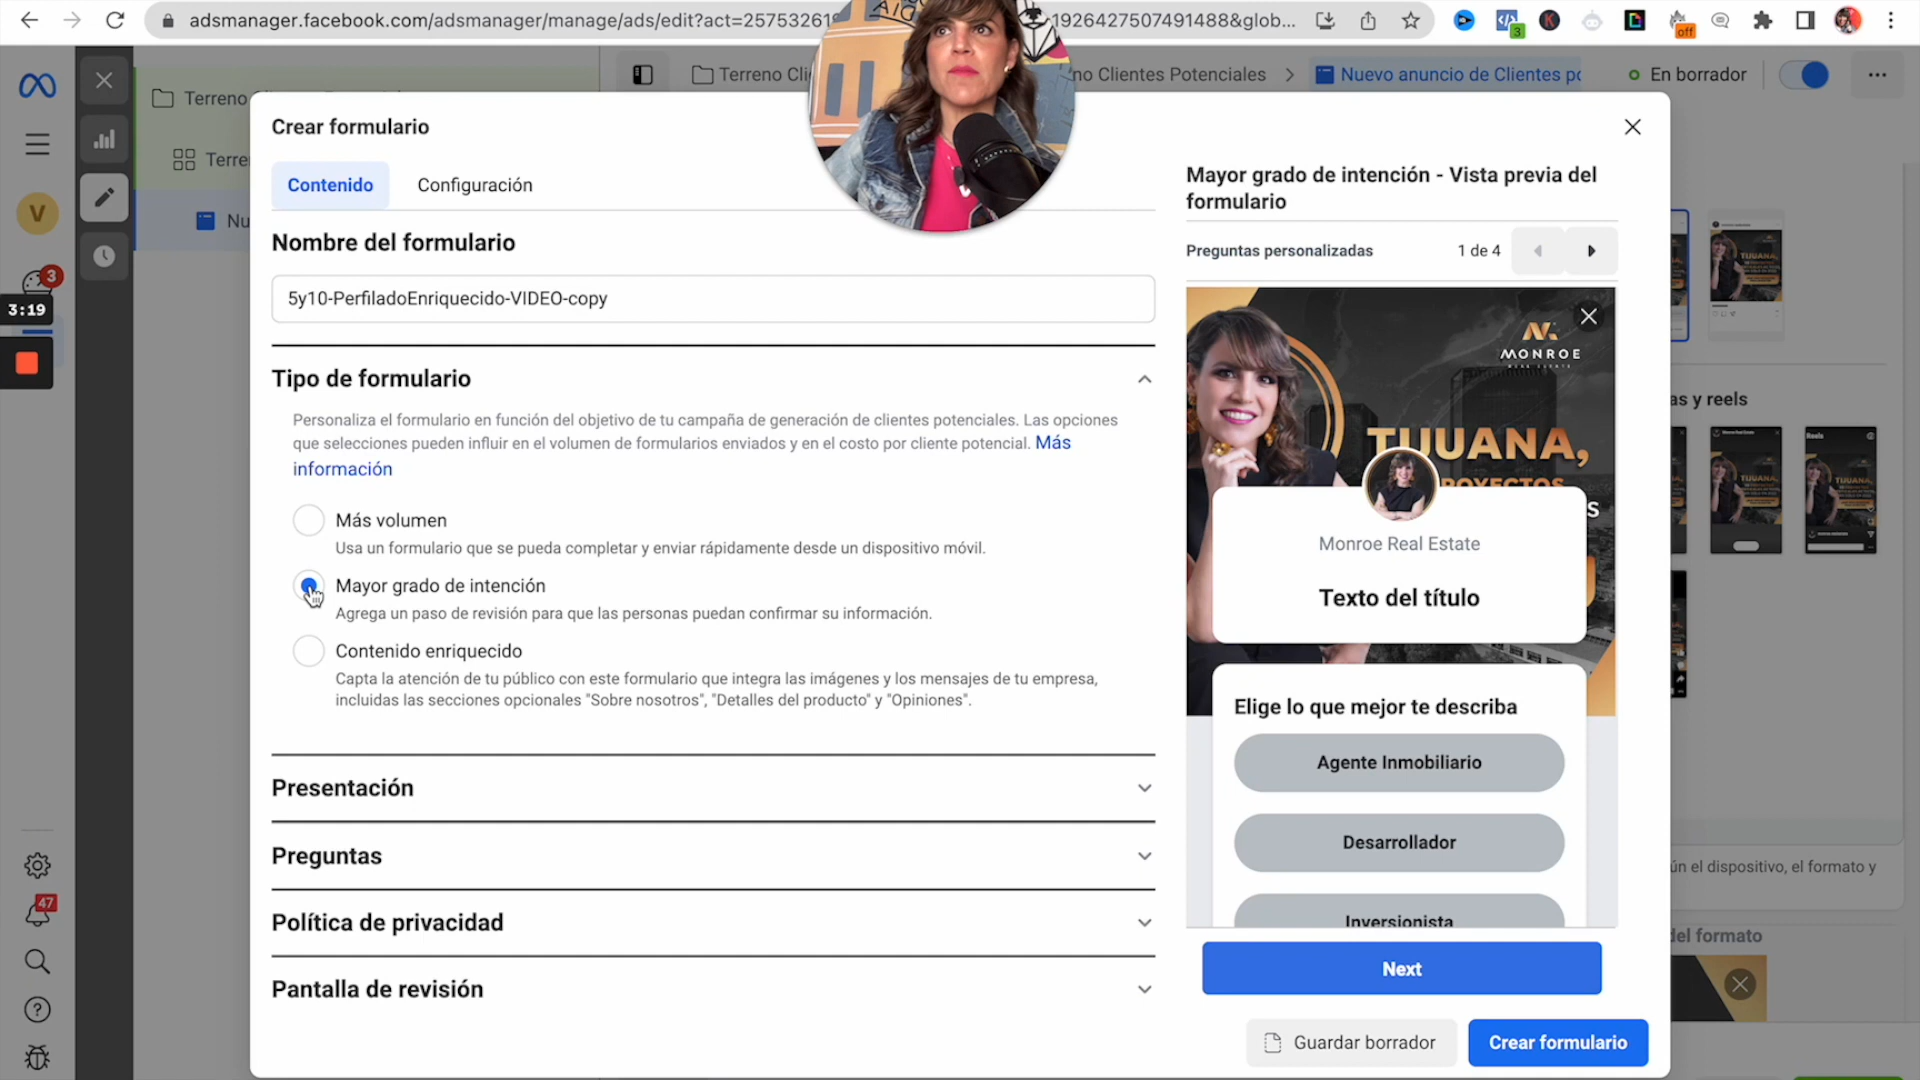 adsmanager.facebook.com/adsmanager/manage/ads/edit?act=25753261
1926427507491488&glob...
3
off
Terreno Cli
no Clientes Potenciales
Nuevo anuncio de Clientes po
En borrador
Terreno
Terre
Nu
V
3
3:19
47
Crear formulario
Contenido
Configuración
Nombre del formulario
5y10-PerfiladoEnriquecido-VIDEO-copy
Tipo de formulario
Personaliza el formulario en función del objetivo de tu campaña de generación de clientes potenciales. Las opciones
que selecciones pueden influir en el volumen de formularios enviados y en el costo por cliente potencial. Más
información
Más volumen
Usa un formulario que se pueda completar y enviar rápidamente desde un dispositivo móvil.
Mayor grado de intención
Agrega un paso de revisión para que las personas puedan confirmar su información.
Contenido enriquecido
Capta la atención de tu público con este formulario que integra las imágenes y los mensajes de tu empresa,
incluidas las secciones opcionales "Sobre nosotros", "Detalles del producto" y "Opiniones".
Presentación
Preguntas
Política de privacidad
Pantalla de revisión
Mayor grado de intención - Vista previa del
formulario
Preguntas personalizadas
1 de 4
MONROE
REAL ESTATE
TIJUANA,
PROYECTOS
S
Monroe Real Estate
Texto del título
Elige lo que mejor te describa
Agente Inmobiliario
Desarrollador
Inversionista
Next
Guardar borrador
Crear formulario
as y reels
Reels
ún el dispositivo, el formato y
del formato